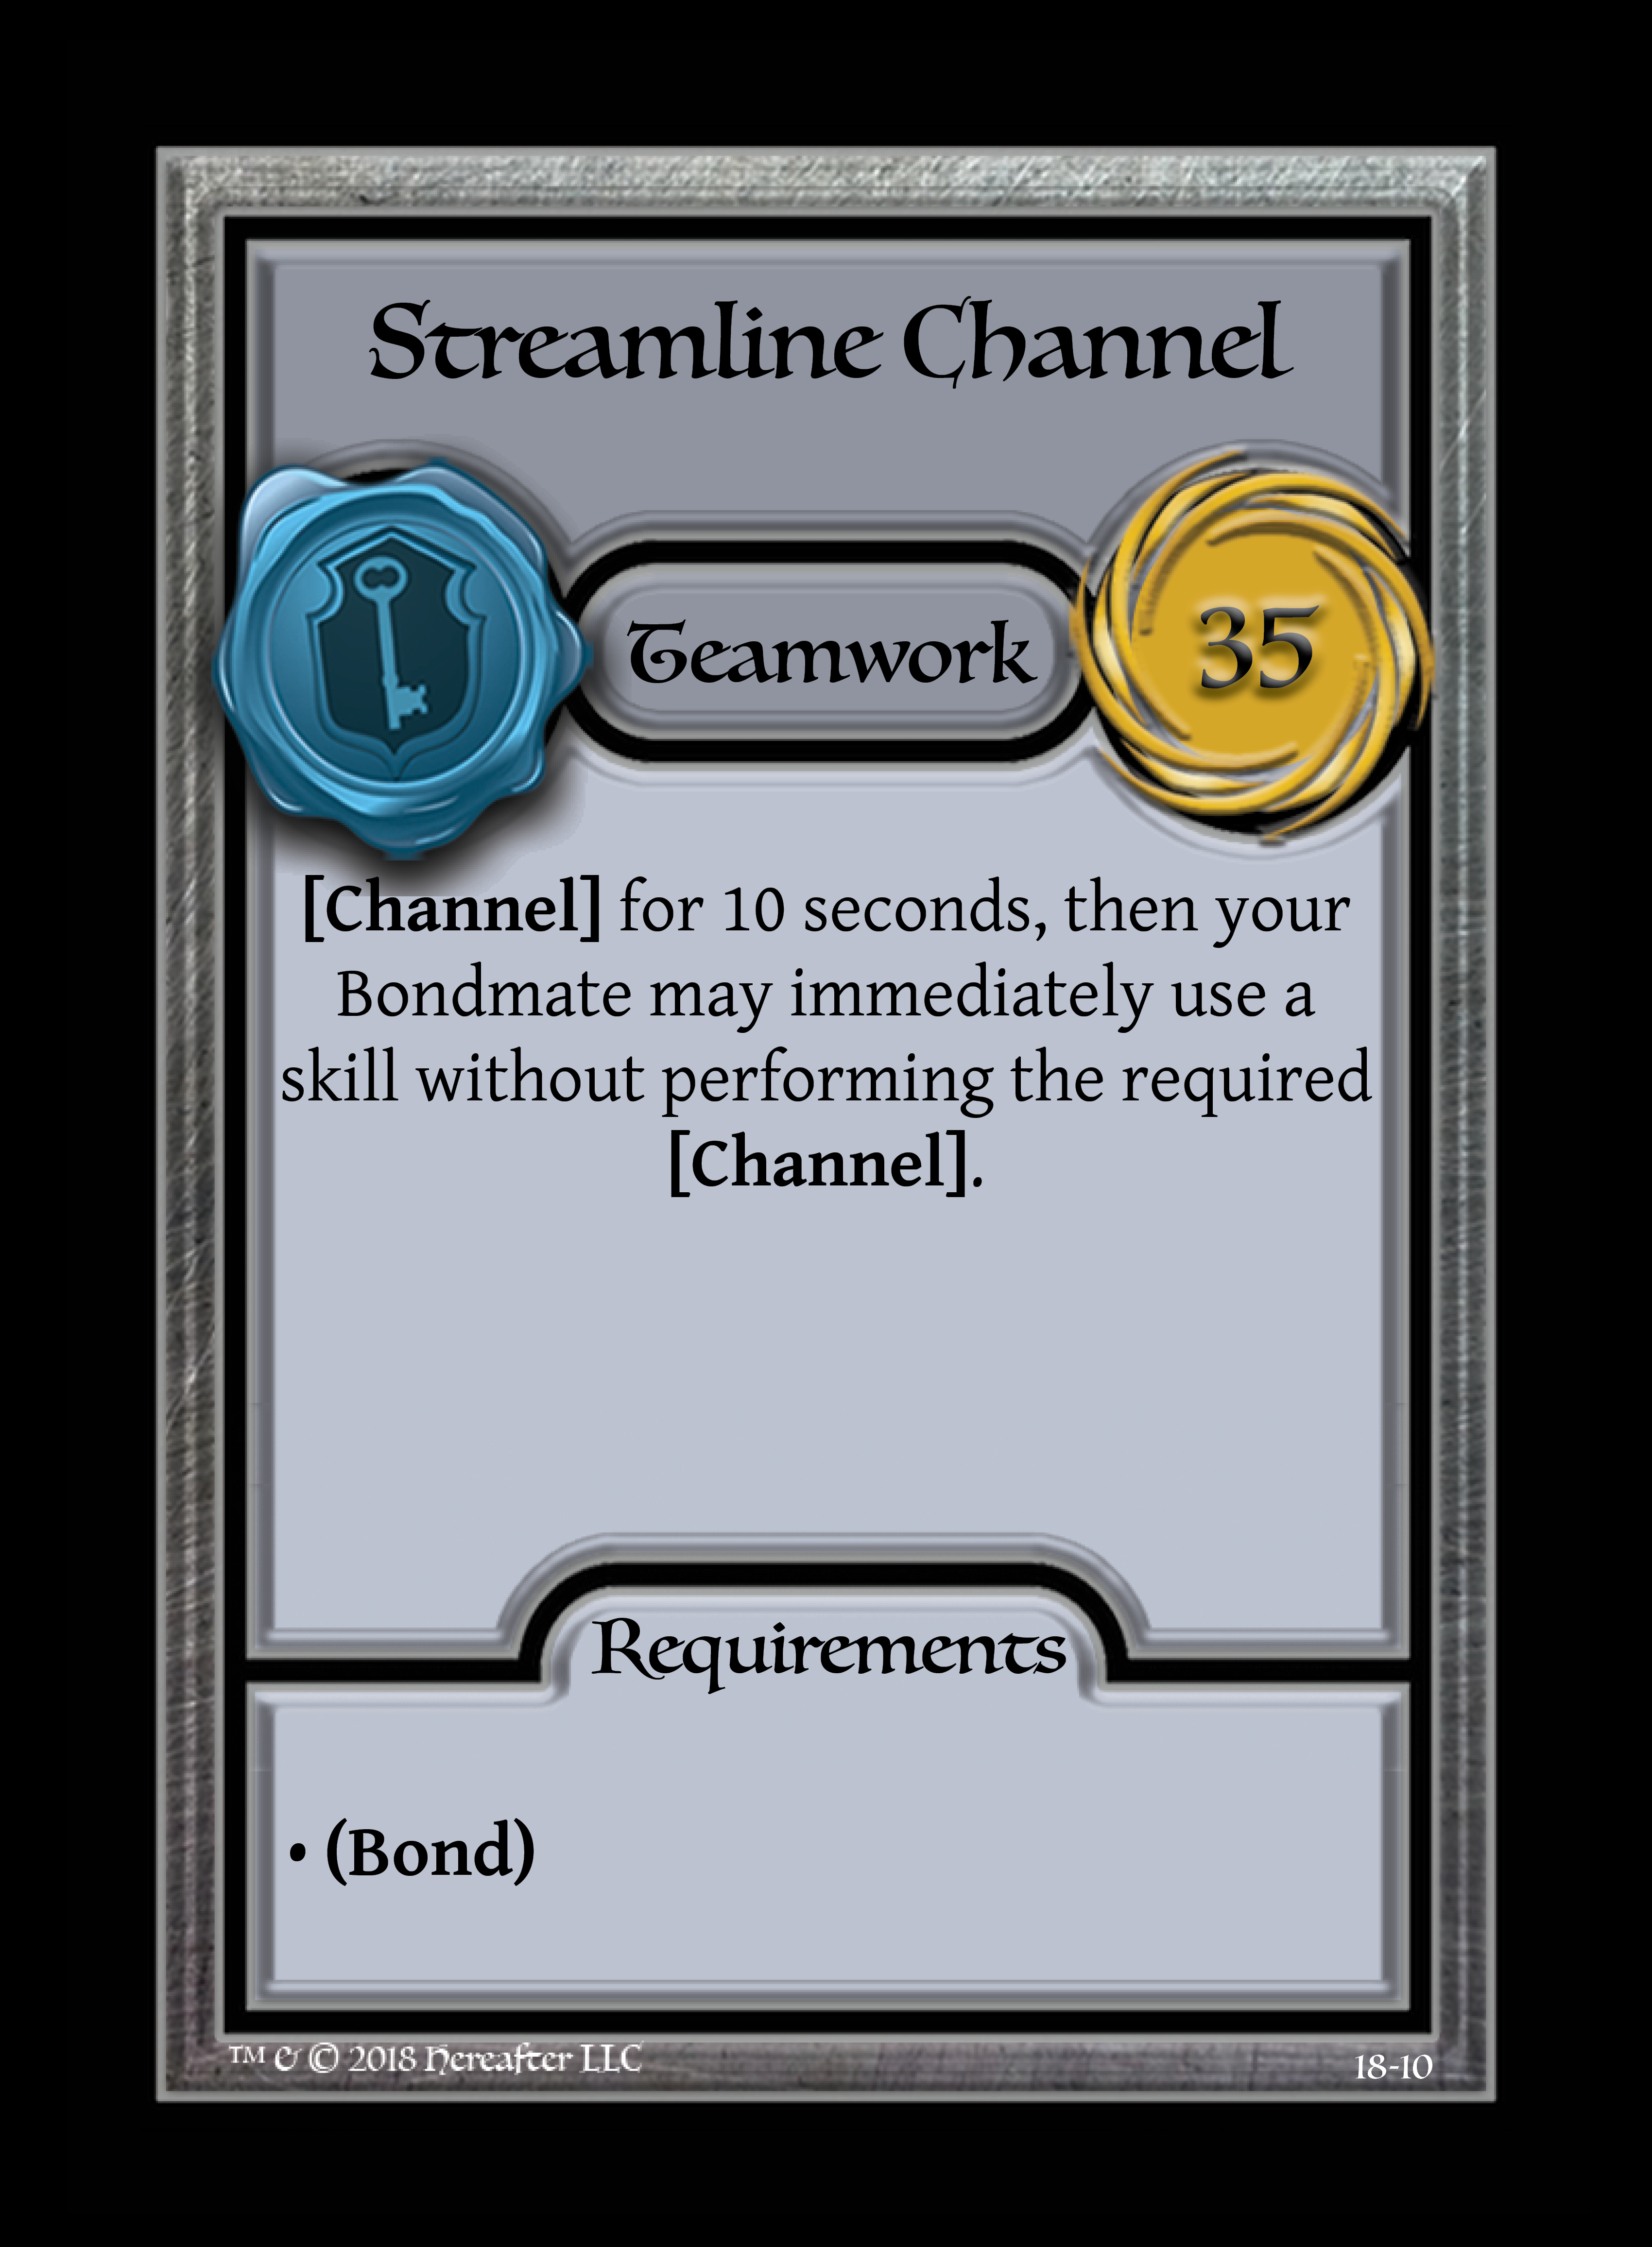 Streamline Channel
Teamwork
35
[Channel] for 10 seconds, then your
Bondmate may immediately use a
skill without performing the required
[Channel].
Requirements
• (Bond)
™ & © 2018 Hereafter LLC
18-10